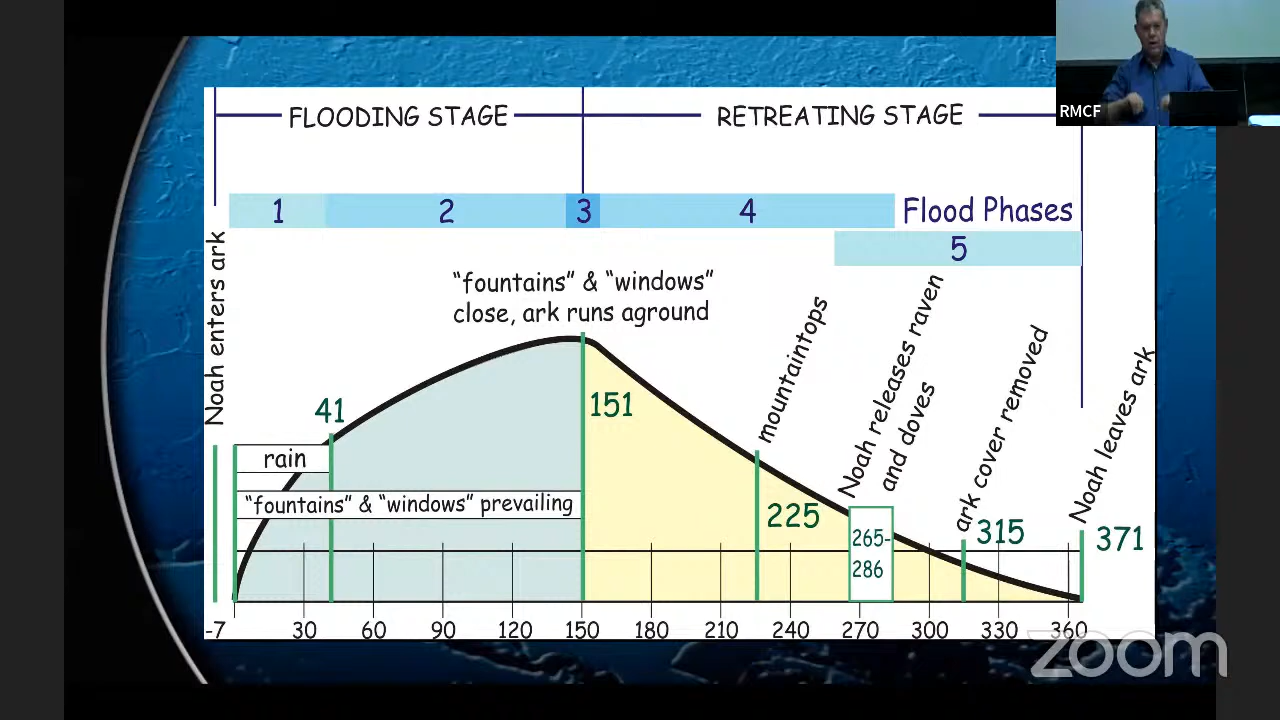 FLOODING STAGE
RETREATING STAGE
RMCF
1
2
3
4
Flood Phases
5
Noah enters ark
“fountains” & “windows”
close, ark runs aground
mountaintops
Noah releases raven
and doves
ark cover removed
Noah leaves ark
41
151
rain
“fountains” & “windows” prevailing
225
265-
286
315
371
-7 30 60 90 120 150 180 210 240 270 300 330 360
zoom